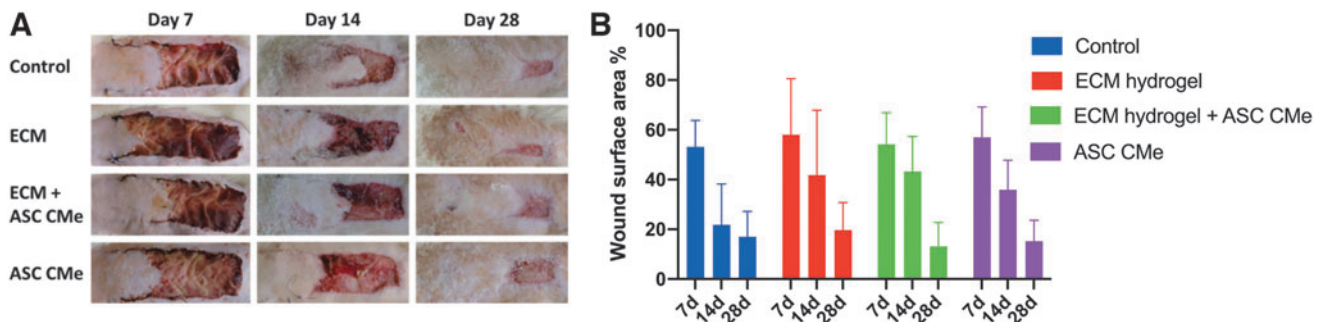 A
Day 7 Day 14 Day 28
Control
ECM
ECM +
ASC CMe
ASC CMe
B
Wound surface area %
100
80
60
40
20
0
7d 14d 28d 7d 14d 28d 7d 14d 28d 7d 14d 28d
Control
ECM hydrogel
ECM hydrogel + ASC CMe
ASC CMe